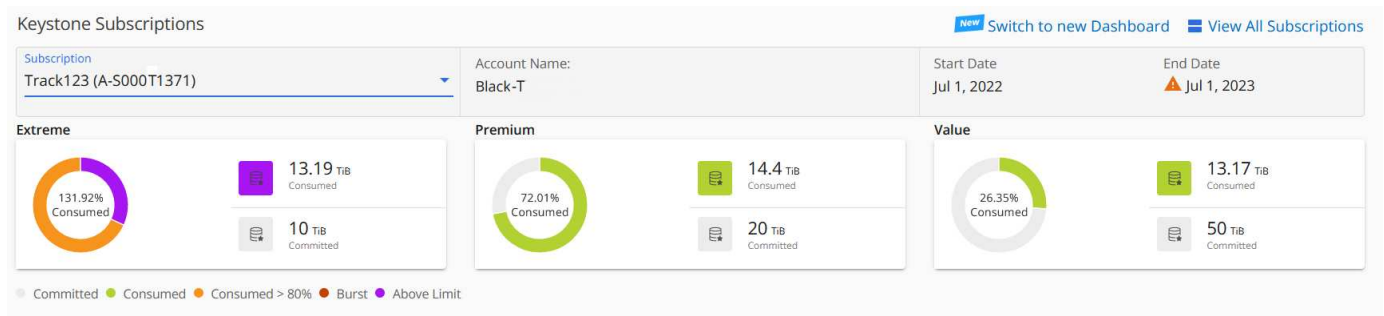 Keystone Subscriptions
New Switch to new Dashboard
View All Subscriptions
Subscription
Track123 (A-S000T1371)
Account Name:
Black-T
Start Date
Jul 1, 2022
End Date
Jul 1, 2023
Extreme
131.92%
Consumed
13.19 TiB
Consumed
10 TiB
Committed
Premium
72.01%
Consumed
14.4 TiB
Consumed
20 TiB
Committed
Value
26.35%
Consumed
13.17 TiB
Consumed
50 TiB
Committed
Committed Consumed Consumed > 80% Burst Above Limit